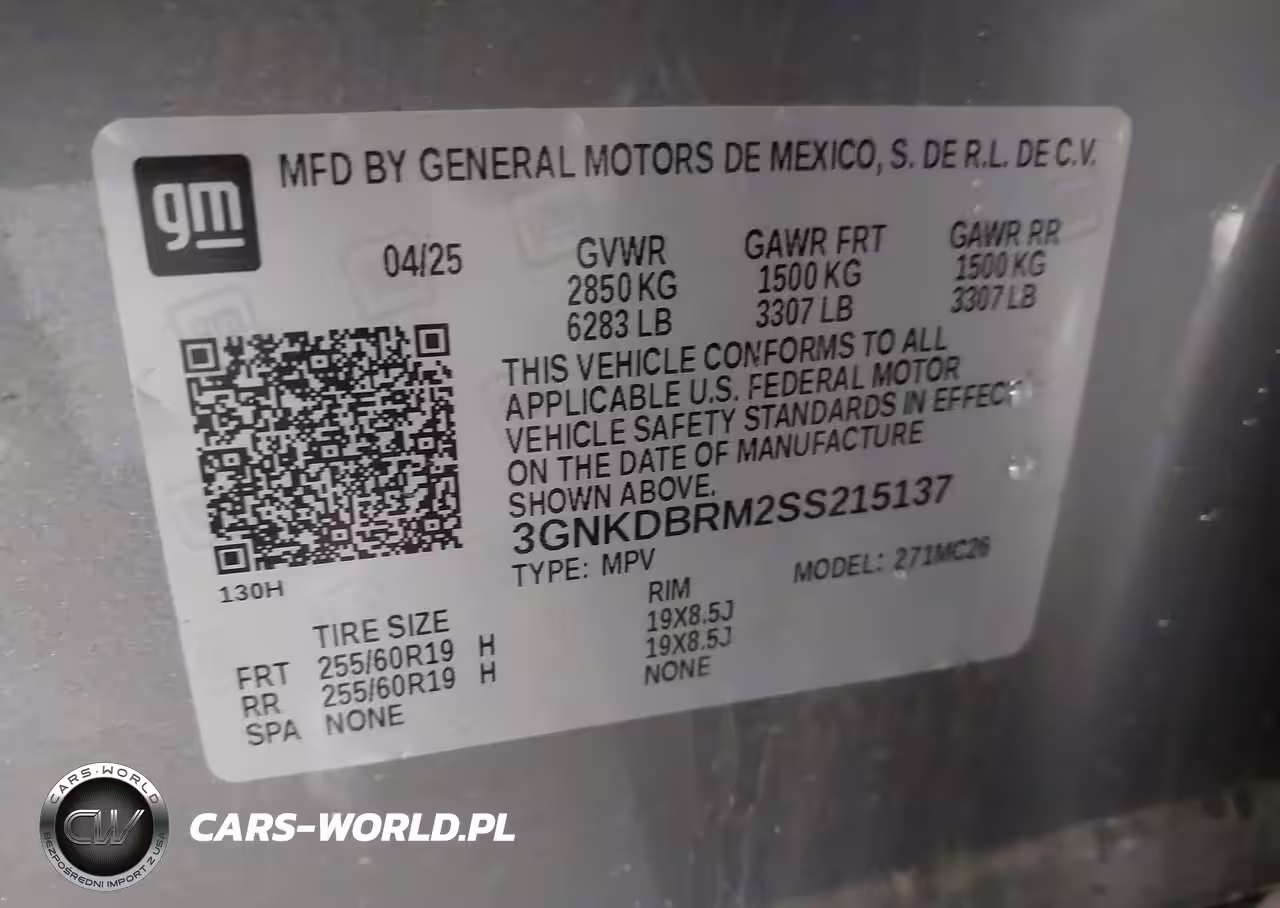 gm
MFD BY GENERAL MOTORS DE MEXICO, S. DE R.L. DE C.V.
04/25
GVWR GAWR FRT GAWR RR
2850 KG 1500 KG 1500 KG
6283 LB 3307 LB 3307 LB
THIS VEHICLE CONFORMS TO ALL
APPLICABLE U.S. FEDERAL MOTOR
VEHICLE SAFETY STANDARDS IN EFFECT
ON THE DATE OF MANUFACTURE
SHOWN ABOVE.
3GNKDBRM2SS215137
TYPE: MPV MODEL: 271MC26
130H
TIRE SIZE RIM
FRT 255/60R19 H 19X8.5J
RR 255/60R19 H 19X8.5J
SPA NONE NONE
CARS-WORLD
CW
BEZPOŚREDNI IMPORT Z USA
CARS-WORLD.PL